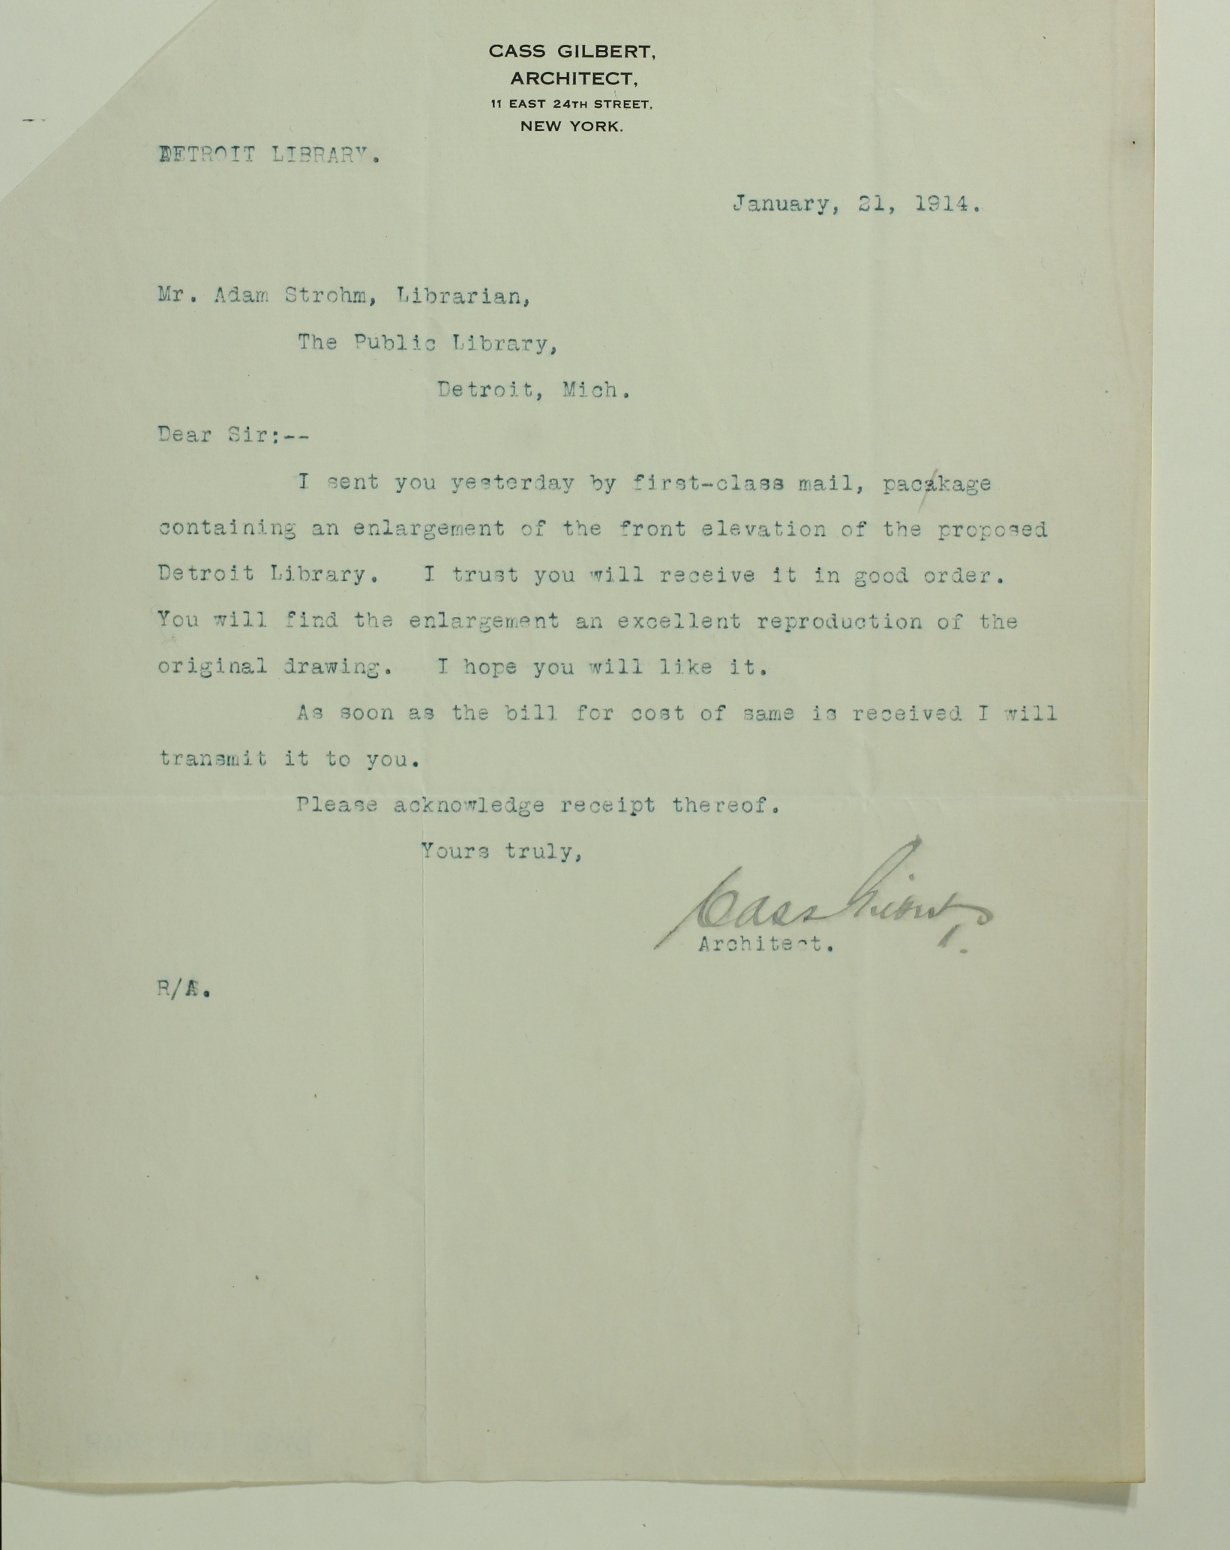 CASS GILBERT,
ARCHITECT,
11 EAST 24TH STREET,
NEW YORK.
DETROIT LIBRARY.
January, 21, 1914.
Mr. Adam Strohm, Librarian,
The Public Library,
Detroit, Mich.
Dear Sir:--
I sent you yesterday by first-class mail, package
containing an enlargement of the front elevation of the proposed
Detroit Library. I trust you will receive it in good order.
You will find the enlargement an excellent reproduction of the
original drawing. I hope you will like it.
As soon as the bill for cost of same is received I will
transmit it to you.
Please acknowledge receipt thereof.
Yours truly,
Cass Gilbert
Architect.
R/A.